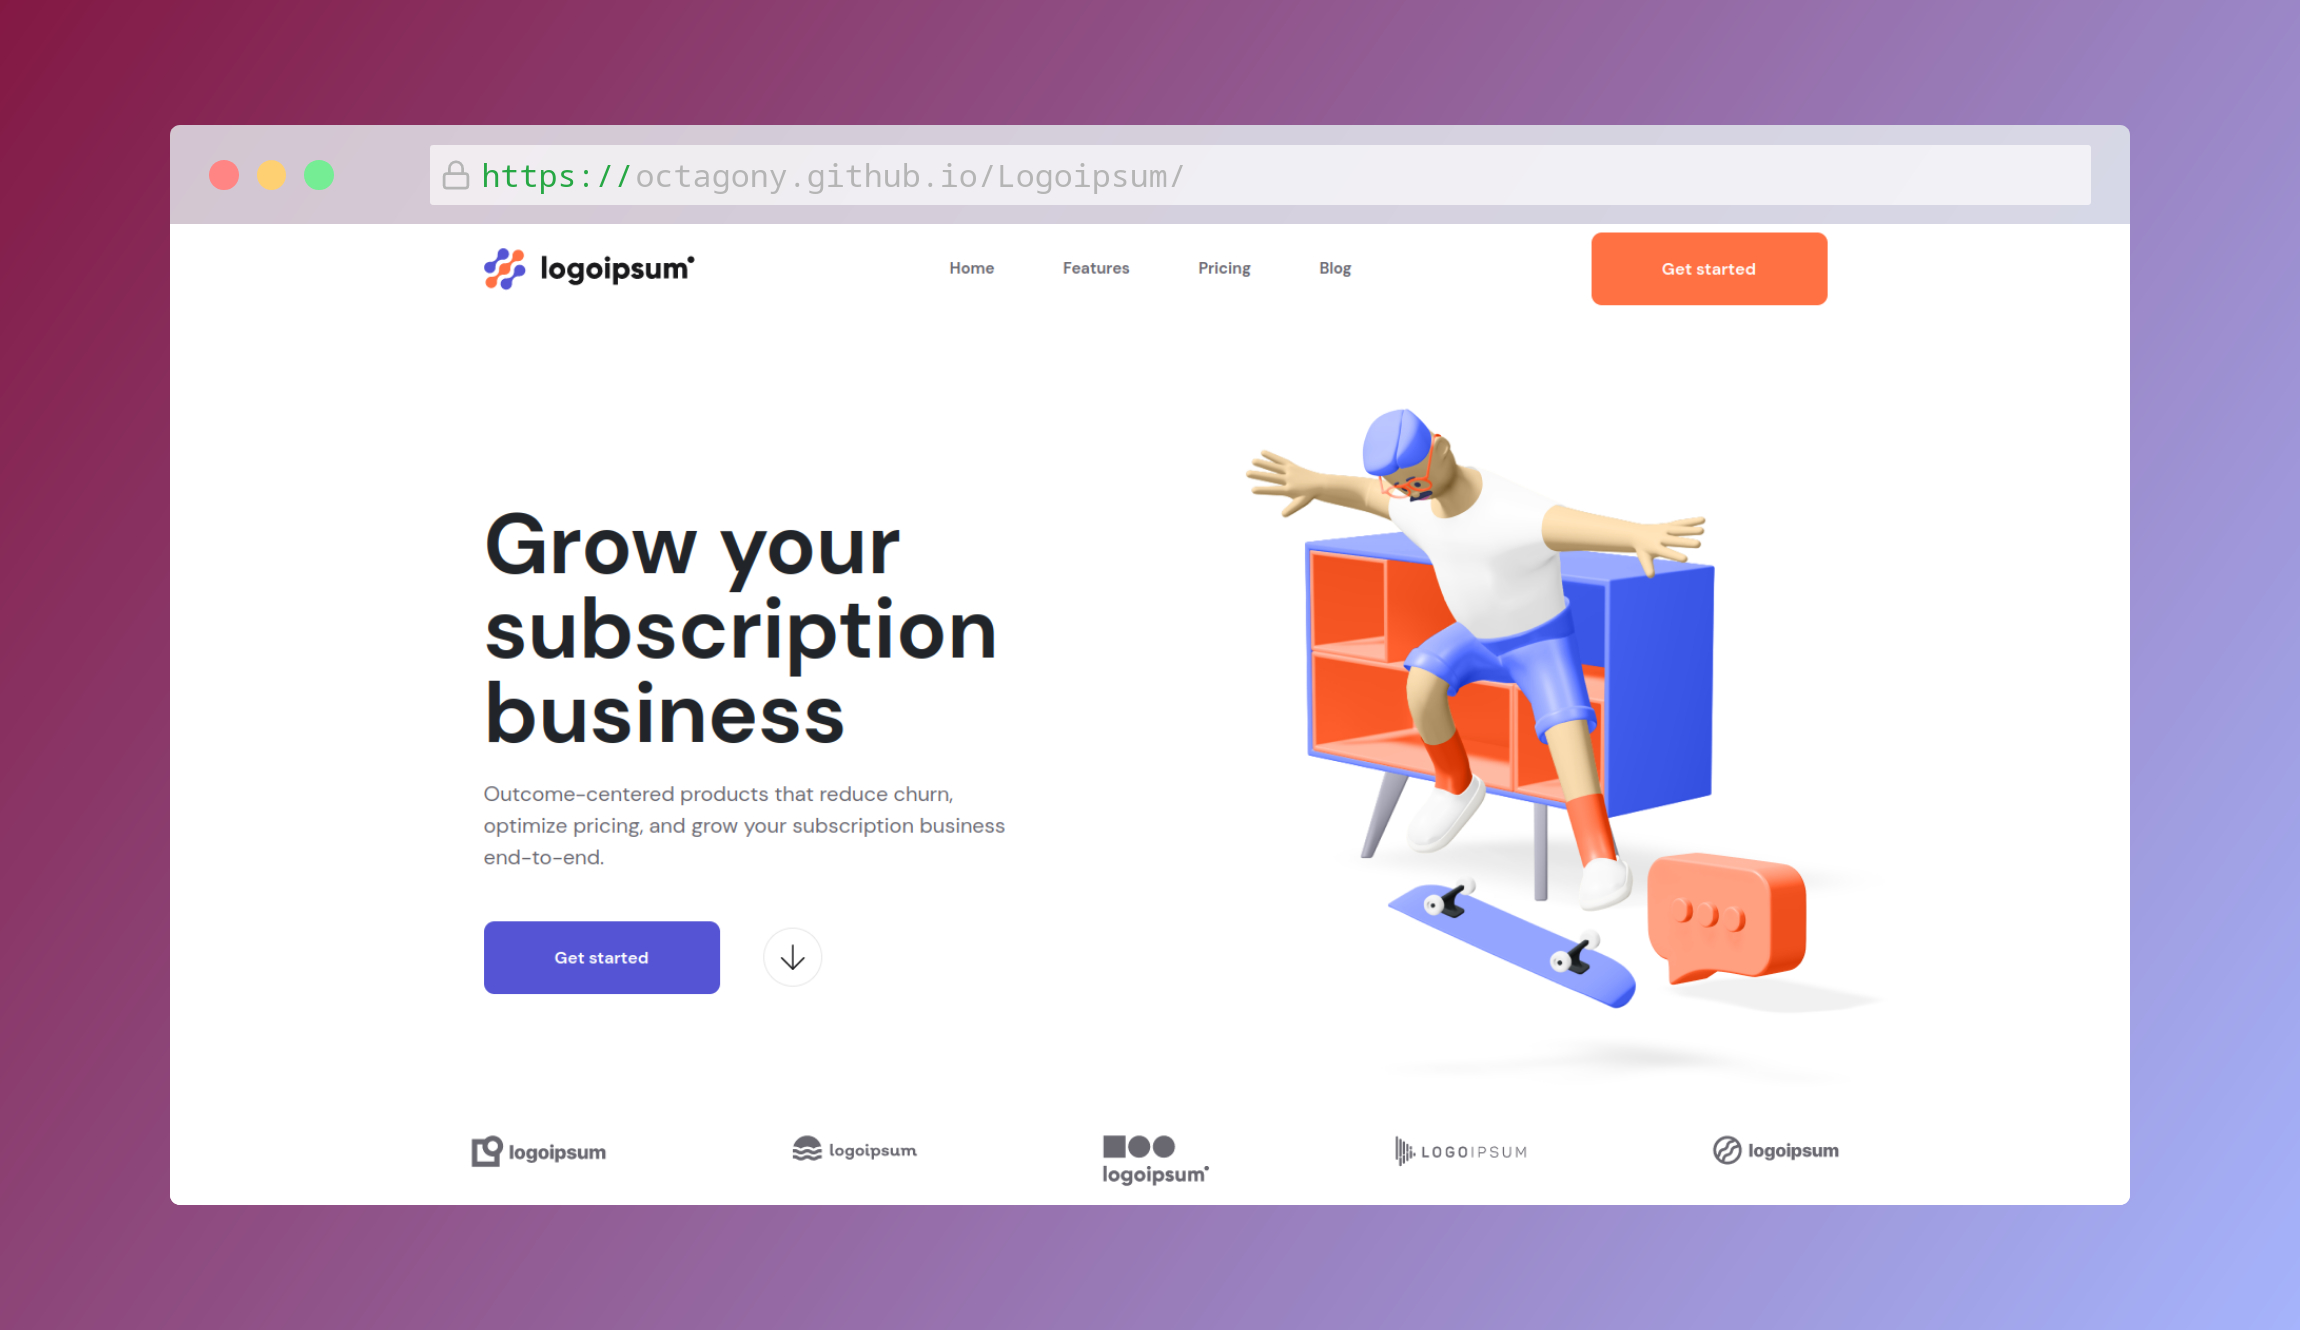 https://octagony.github.io/Logoipsum/
logoipsum
Home Features Pricing Blog
Get started
Grow your
subscription
business
Outcome-centered products that reduce churn,
optimize pricing, and grow your subscription business
end-to-end.
Get started
logoipsum
logoipsum
logoipsum
LOGOIPSUM
logoipsum